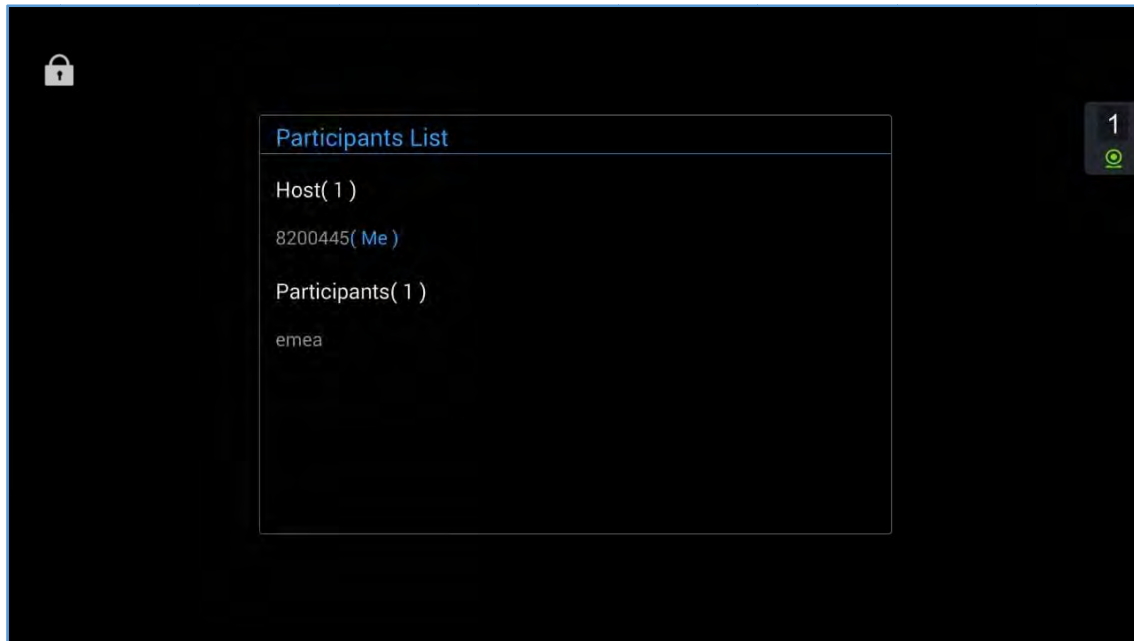 Participants List
1
Host( 1 )
8200445( Me )
Participants( 1 )
emea